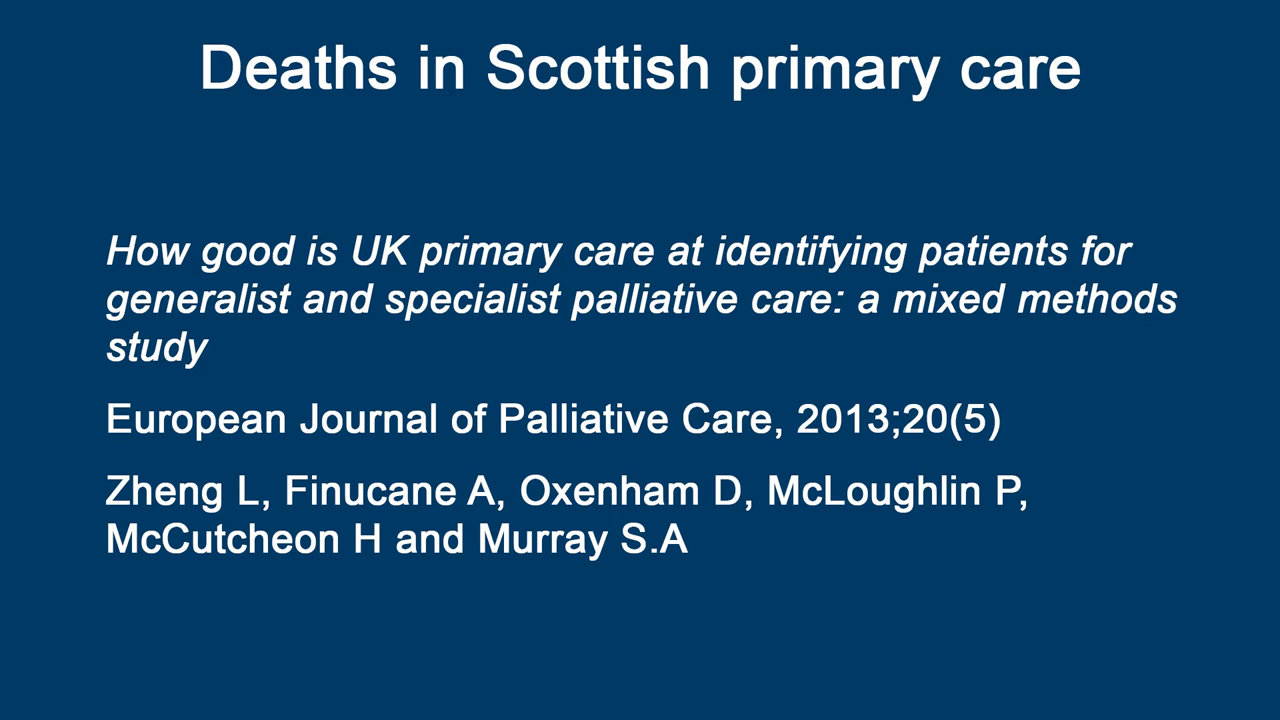 Deaths in Scottish primary care
How good is UK primary care at identifying patients for
generalist and specialist palliative care: a mixed methods
study
European Journal of Palliative Care, 2013;20(5)
Zheng L, Finucane A, Oxenham D, McLoughlin P,
McCutcheon H and Murray S.A